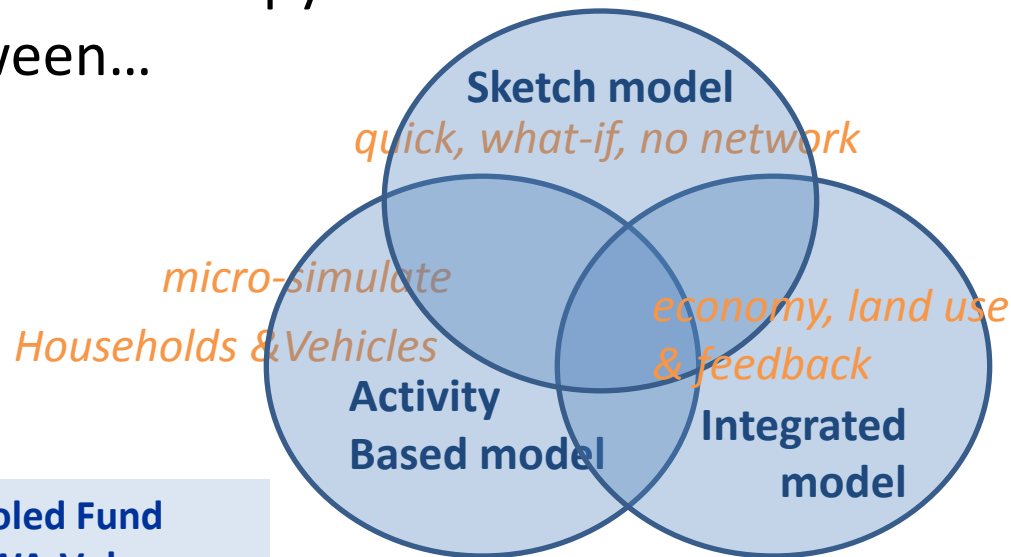 ween…
Sketch model
quick, what-if, no network
micro-simulate
Households &Vehicles
economy, land use
& feedback
Activity
Based model
Integrated
model
oled Fund